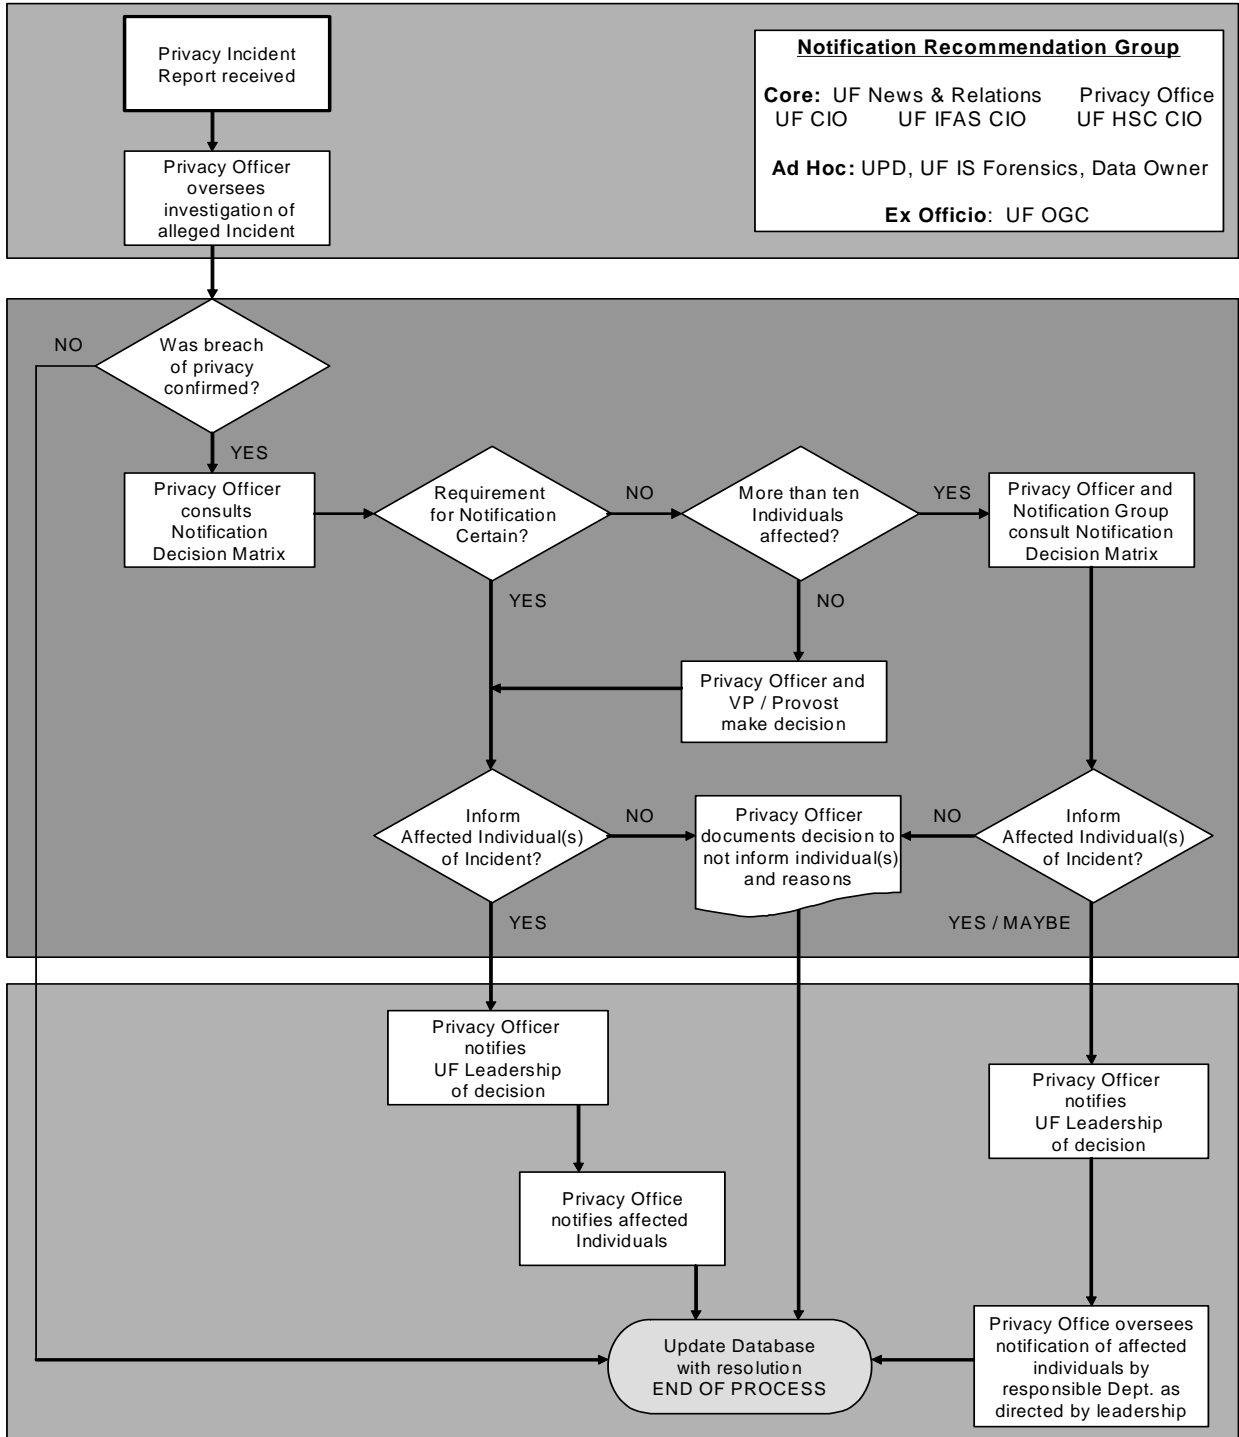 Privacy Incident
Report received
Notification Recommendation Group
Core: UF News & Relations Privacy Office
UF CIO UF IFAS CIO UF HSC CIO
Ad Hoc: UPD, UF IS Forensics, Data Owner
Ex Officio: UF OGC
Privacy Officer
oversees
investigation of
alleged Incident
Was breach
of privacy
confirmed?
NO
YES
Privacy Officer
consults
Notification
Decision Matrix
Requirement
for Notification
Certain?
NO
YES
More than ten
Individuals
affected?
YES
NO
Privacy Officer and
Notification Group
consult Notification
Decision Matrix
Privacy Officer and
VP / Provost
make decision
Inform
Affected Individual(s)
of Incident?
NO
YES
Privacy Officer
documents decision to
not inform individual(s)
and reasons
NO
Inform
Affected Individual(s)
of Incident?
YES / MAYBE
Privacy Officer
notifies
UF Leadership
of decision
Privacy Officer
notifies
UF Leadership
of decision
Privacy Office
notifies affected
Individuals
Update Database
with resolution
END OF PROCESS
Privacy Office oversees
notification of affected
individuals by
responsible Dept. as
directed by leadership